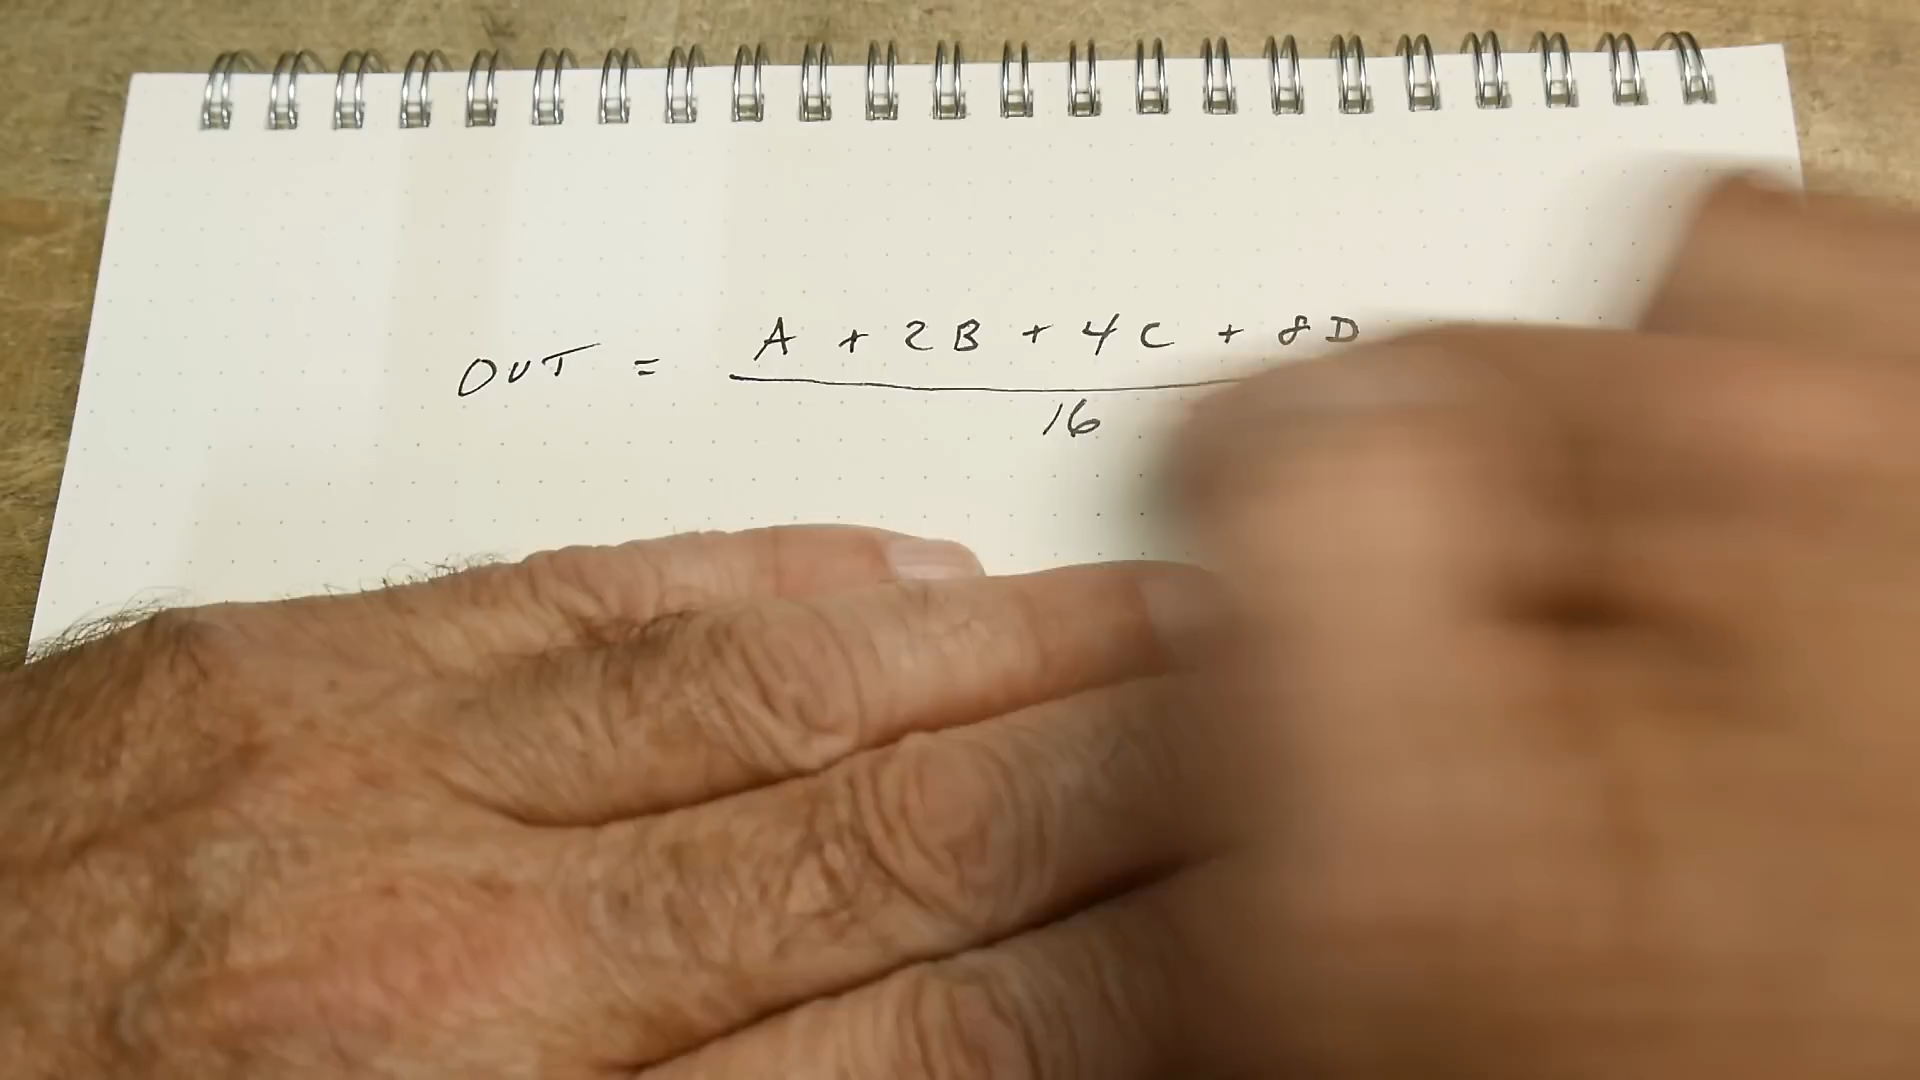 OUT = A + 2B + 4C + 8D
16